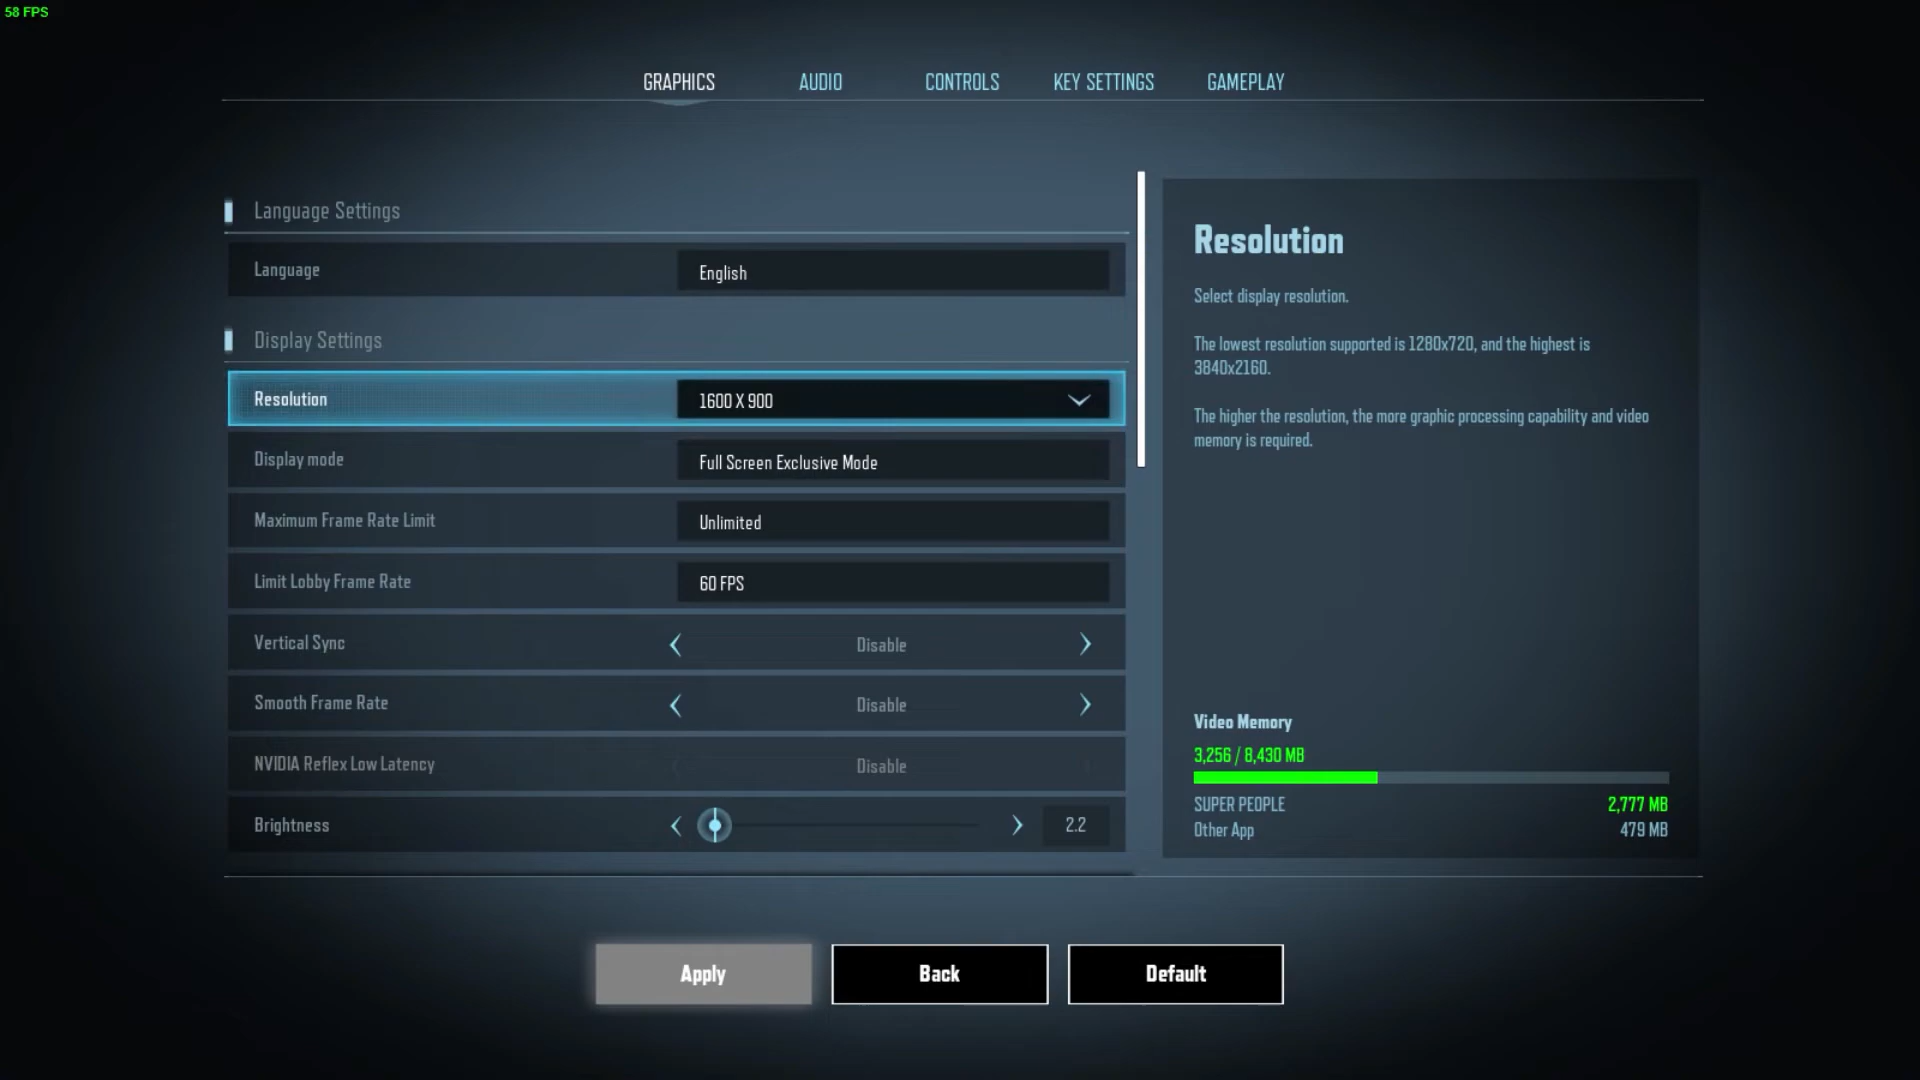 58 FPS
GRAPHICS AUDIO CONTROLS KEY SETTINGS GAMEPLAY
Language Settings
Language English
Display Settings
Resolution 1600 X 900
Display mode Full Screen Exclusive Mode
Maximum Frame Rate Limit Unlimited
Limit Lobby Frame Rate 60 FPS
Vertical Sync Disable
Smooth Frame Rate Disable
NVIDIA Reflex Low Latency Disable
Brightness 2.2
Resolution
Select display resolution.
The lowest resolution supported is 1280x720, and the highest is
3840x2160.
The higher the resolution, the more graphic processing capability and video
memory is required.
Video Memory
3,256 / 8,430 MB
SUPER PEOPLE 2,777 MB
Other App 479 MB
Apply Back Default